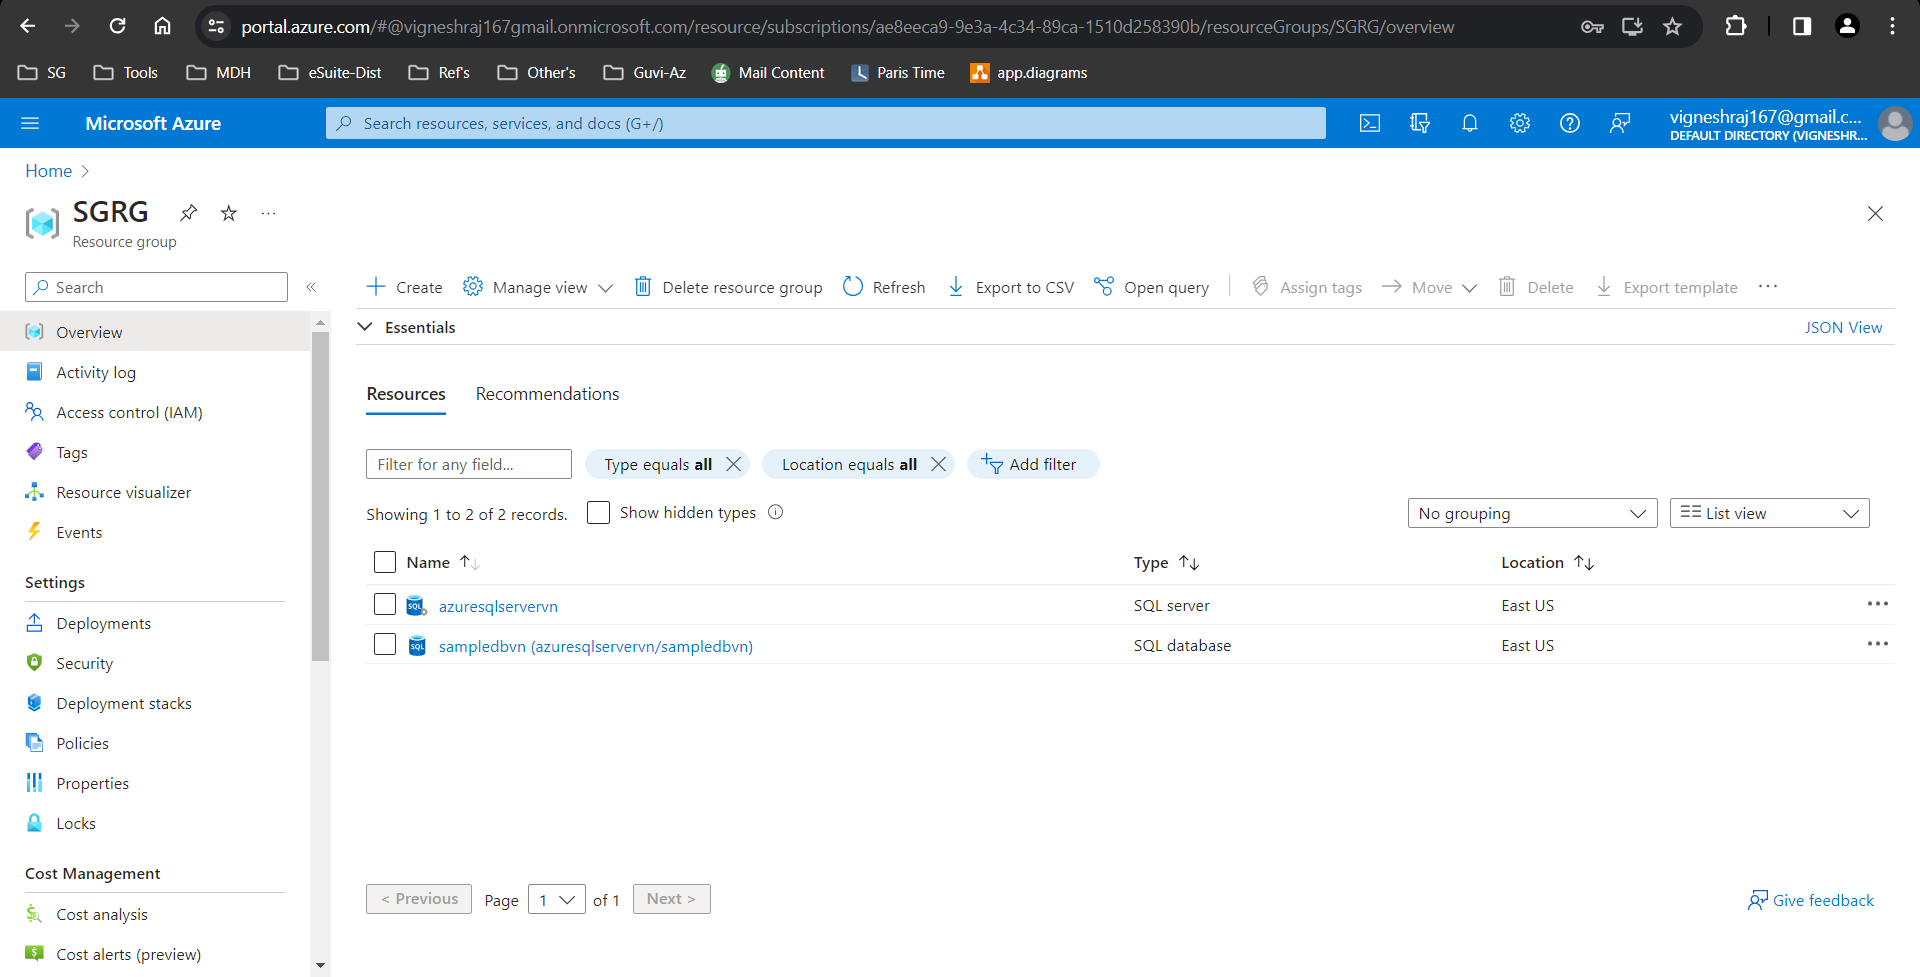 portal.azure.com/#@vigneshraj167gmail.onmicrosoft.com/resource/subscriptions/ae8eeca9-9e3a-4c34-89ca-1510d258390b/resourceGroups/SGRG/overview
SG Tools MDH eSuite-Dist Ref's Other's Guvi-Az Mail Content Paris Time app.diagrams
Microsoft Azure
Search resources, services, and docs (G+/)
vigneshraj167@gmail.c...
DEFAULT DIRECTORY (VIGNESHR...
Home
SGRG
Resource group
Search
Overview
Activity log
Access control (IAM)
Tags
Resource visualizer
Events
Settings
Deployments
Security
Deployment stacks
Policies
Properties
Locks
Cost Management
Cost analysis
Cost alerts (preview)
Create Manage view Delete resource group Refresh Export to CSV Open query Assign tags Move Delete Export template
Essentials JSON View
Resources Recommendations
Filter for any field... Type equals all Location equals all Add filter
Showing 1 to 2 of 2 records. Show hidden types No grouping List view
Name Type Location
SQL azuresqlservervn SQL server East US
SQL sampledbvn (azuresqlservervn/sampledbvn) SQL database East US
< Previous Page 1 of 1 Next > Give feedback